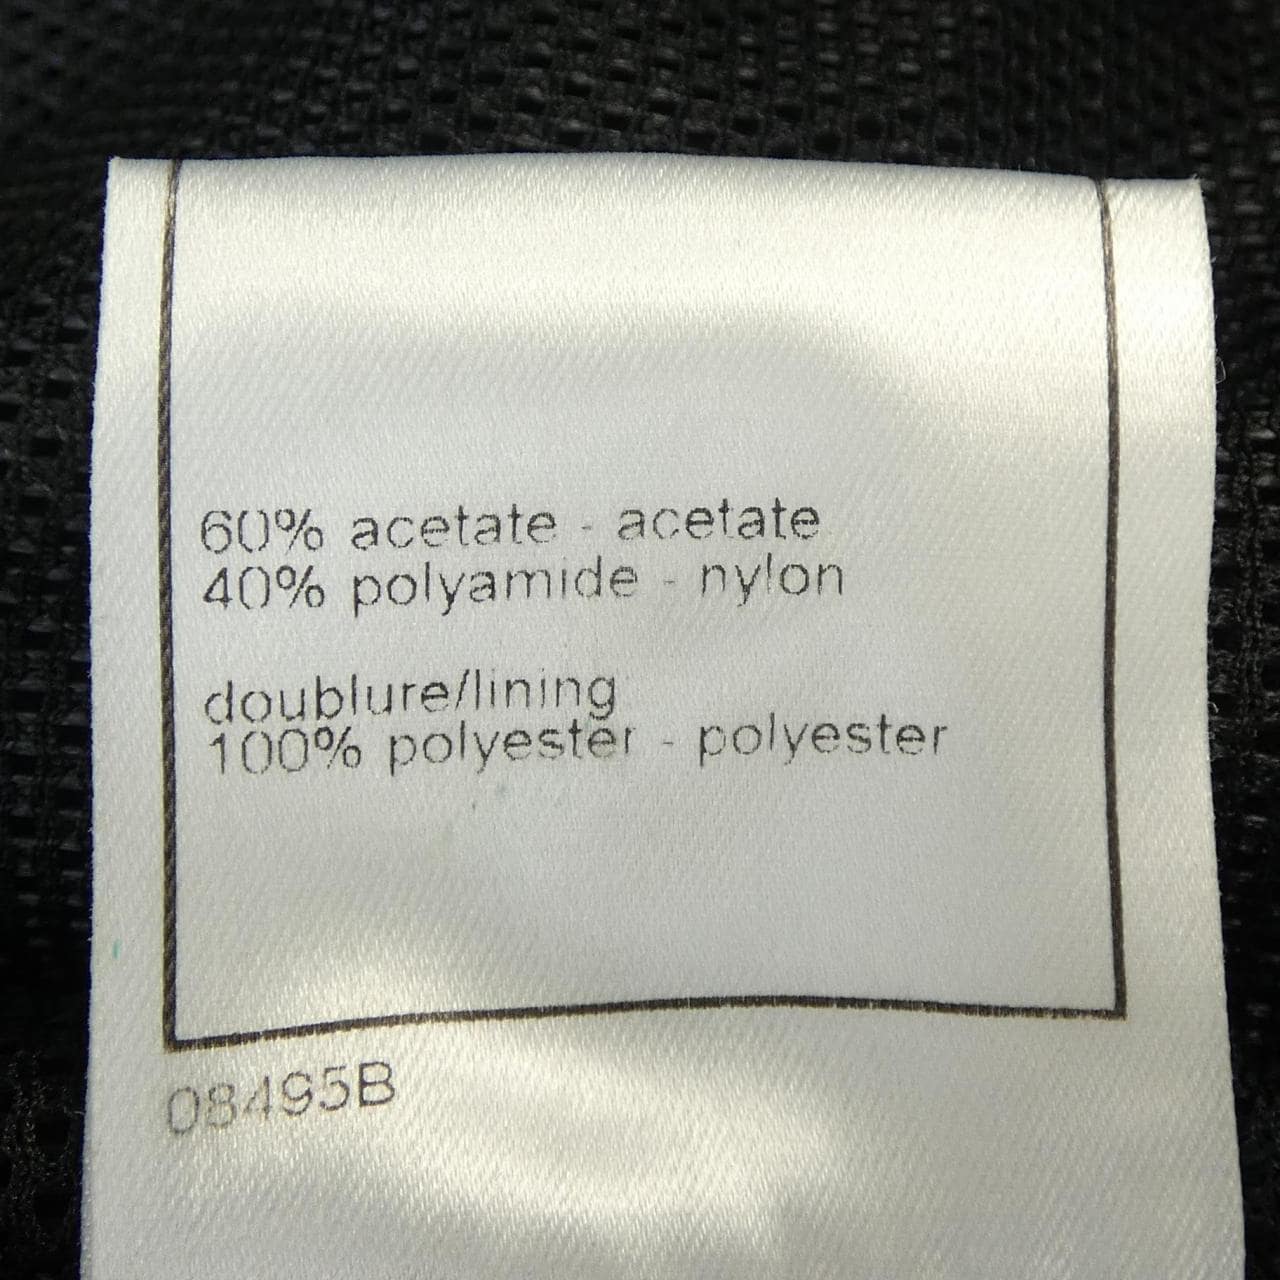 60% acetate - acetate
40% polyamide - nylon
doublure/lining
100% polyester - polyester
08495B